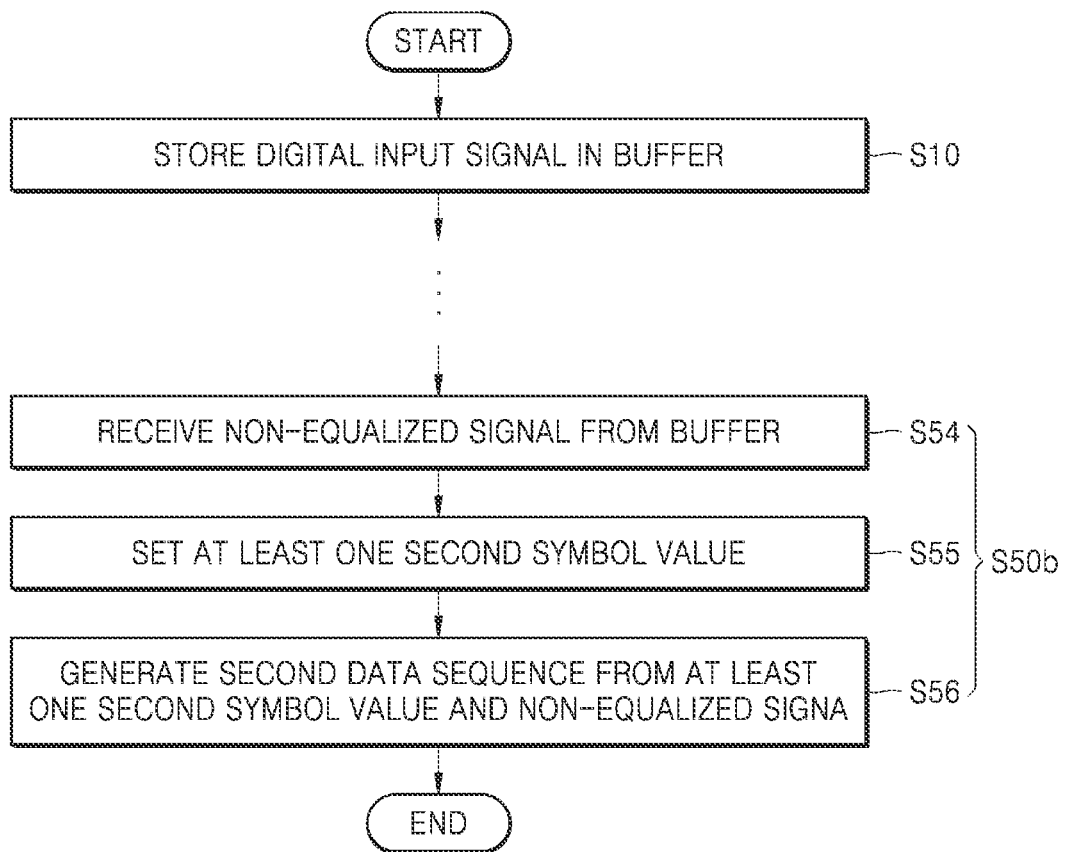 START
STORE DIGITAL INPUT SIGNAL IN BUFFER
S10
RECEIVE NON-EQUALIZED SIGNAL FROM BUFFER
S54
SET AT LEAST ONE SECOND SYMBOL VALUE
S55
S50b
GENERATE SECOND DATA SEQUENCE FROM AT LEAST
ONE SECOND SYMBOL VALUE AND NON-EQUALIZED SIGNA
S56
END